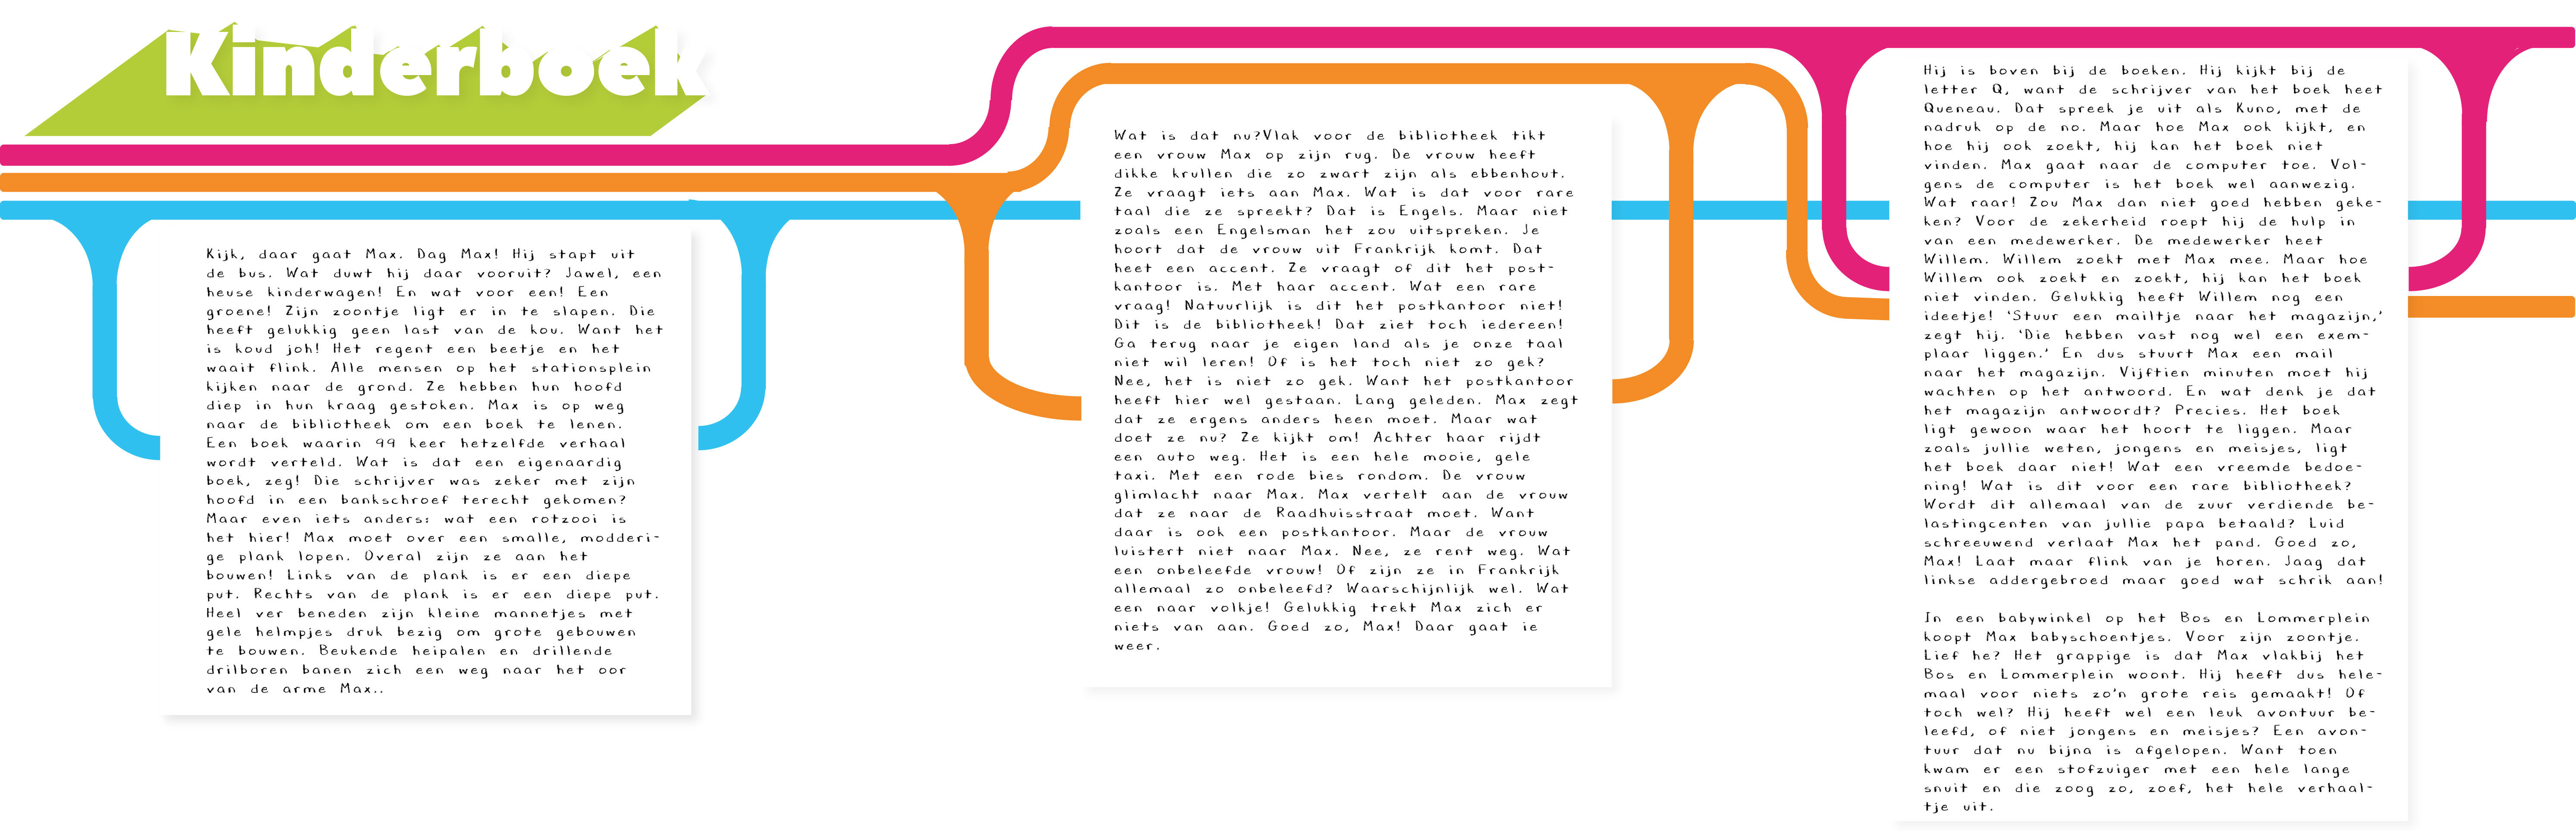 Kinderboek
Kijk, daar gaat Max. Dag Max! Hij stapt uit
de bus. Wat duwt hij daar vooruit? Jawel, een
heuse kinderwagen! En wat voor een! Een
groene! Zijn zoontje ligt er in te slapen. Die
heeft gelukkig geen last van de kou. Want het
is koud joh! Het regent een beetje en het
waait flink. Alle mensen op het stationsplein
kijken naar de grond. Ze hebben hun hoofd
diep in hun kraag gestoken. Max is op weg
naar de bibliotheek om een boek te lenen.
Een boek waarin 99 keer hetzelfde verhaal
wordt verteld. Wat is dat een eigenaardig
boek, zeg! Die schrijver was zeker met zijn
hoofd in een bankschroef terecht gekomen?
Maar even iets anders: wat een rotzooi is
het hier! Max moet over een smalle, modderi-
ge plank lopen. Overal zijn ze aan het
bouwen! Links van de plank is er een diepe
put. Rechts van de plank is er een diepe put.
Heel ver beneden zijn kleine mannetjes met
gele helmpjes druk bezig om grote gebouwen
te bouwen. Beukende heipalen en drillende
drilboren banen zich een weg naar het oor
van de arme Max..
Wat is dat nu?Vlak voor de bibliotheek tikt
een vrouw Max op zijn rug. De vrouw heeft
dikke krullen die zo zwart zijn als ebbenhout.
Ze vraagt iets aan Max. Wat is dat voor rare
taal die ze spreekt? Dat is Engels. Maar niet
zoals een Engelsman het zou uitspreken. Je
hoort dat de vrouw uit Frankrijk komt. Dat
heet een accent. Ze vraagt of dit het post-
kantoor is. Met haar accent. Wat een rare
vraag! Natuurlijk is dit het postkantoor niet!
Dit is de bibliotheek! Dat ziet toch iedereen!
Ga terug naar je eigen land als je onze taal
niet wil leren! Of is het toch niet zo gek?
Nee, het is niet zo gek. Want het postkantoor
heeft hier wel gestaan. Lang geleden. Max zegt
dat ze ergens anders heen moet. Maar wat
doet ze nu? Ze kijkt om! Achter haar rijdt
een auto weg. Het is een hele mooie, gele
taxi. Met een rode bies rondom. De vrouw
glimlacht naar Max. Max vertelt aan de vrouw
dat ze naar de Raadhuisstraat moet. Want
daar is ook een postkantoor. Maar de vrouw
luistert niet naar Max. Nee, ze rent weg. Wat
een onbeleefde vrouw! Of zijn ze in Frankrijk
allemaal zo onbeleefd? Waarschijnlijk wel. Wat
een naar volkje! Gelukkig trekt Max zich er
niets van aan. Goed zo, Max! Daar gaat ie
weer.
Hij is boven bij de boeken. Hij kijkt bij de
letter Q, want de schrijver van het boek heet
Queneau. Dat spreek je uit als Kuno, met de
nadruk op de no. Maar hoe Max ook kijkt, en
hoe hij ook zoekt, hij kan het boek niet
vinden. Max gaat naar de computer toe. Vol-
gens de computer is het boek wel aanwezig.
Wat raar! Zou Max dan niet goed hebben geke-
ken? Voor de zekerheid roept hij de hulp in
van een medewerker. De medewerker heet
Willem. Willem zoekt met Max mee. Maar hoe
Willem ook zoekt en zoekt, hij kan het boek
niet vinden. Gelukkig heeft Willem nog een
ideetje! ‘Stuur een mailtje naar het magazijn,’
zegt hij. ‘Die hebben vast nog wel een exem-
plaar liggen.’ En dus stuurt Max een mail
naar het magazijn. Vijftien minuten moet hij
wachten op het antwoord. En wat denk je dat
het magazijn antwoordt? Precies. Het boek
ligt gewoon waar het hoort te liggen. Maar
zoals jullie weten, jongens en meisjes, ligt
het boek daar niet! Wat een vreemde bedoe-
ning! Wat is dit voor een rare bibliotheek?
Wordt dit allemaal van de zuur verdiende be-
lastingcenten van jullie papa betaald? Luid
schreeuwend verlaat Max het pand. Goed zo,
Max! Laat maar flink van je horen. Jaag dat
linkse addergebroed maar goed wat schrik aan!
In een babywinkel op het Bos en Lommerplein
koopt Max babyschoentjes. Voor zijn zoontje.
Lief he? Het grappige is dat Max vlakbij het
Bos en Lommerplein woont. Hij heeft dus hele-
maal voor niets zo'n grote reis gemaakt! Of
toch wel? Hij heeft wel een leuk avontuur be-
leefd, of niet jongens en meisjes? Een avon-
tuur dat nu bijna is afgelopen. Want toen
kwam er een stofzuiger met een hele lange
snuit en die zoog zo, zoef, het hele verhaal-
tje uit.